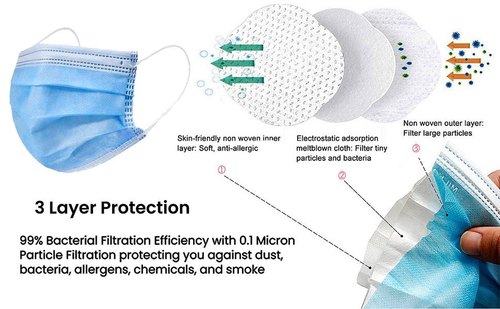 Skin-friendly non woven inner
layer: Soft, anti-allergic
Electrostatic adsorption
meltblown cloth: Filter tiny
particles and bacteria
Non woven outer layer:
Filter large particles
①
②
③
3 Layer Protection
99% Bacterial Filtration Efficiency with 0.1 Micron
Particle Filtration protecting you against dust,
bacteria, allergens, chemicals, and smoke